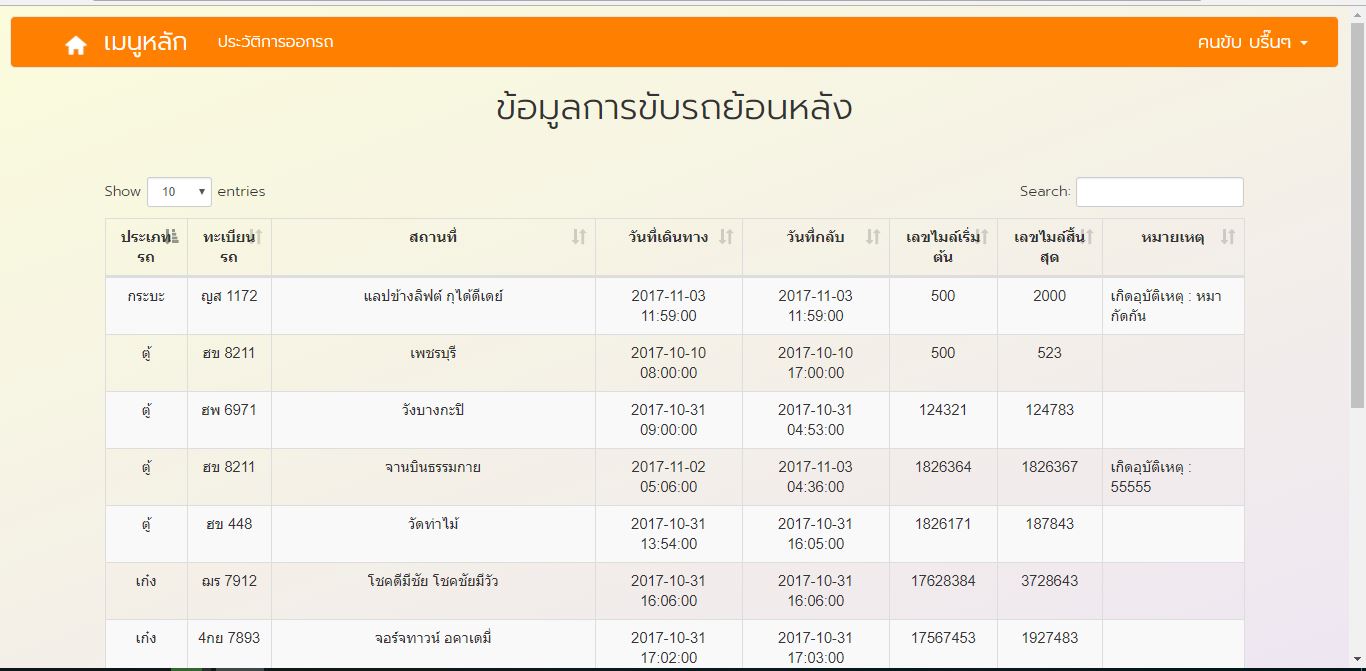 เมนูหลัก ประวัติการออกรถ คนขับ บรื๊นๆ
ข้อมูลการขับรถย้อนหลัง
Show 10 entries Search:
ประเภท ทะเบียน สถานที่ วันที่เดินทาง วันที่กลับ เลขไมล์เริ่ม เลขไมล์สิ้น หมายเหตุ
รถ รถ ต้น สุด
กระบะ ญส 1172 แลปข้างลิฟต์ กุได้ตึเดย์ 2017-11-03 2017-11-03 500 2000 เกิดอุบัติเหตุ : หมา
11:59:00 11:59:00 กัดกัน
ตู้ ฮข 8211 เพชรบุรี 2017-10-10 2017-10-10 500 523
08:00:00 17:00:00
ตู้ ฮพ 6971 วังบางกะปิ 2017-10-31 2017-10-31 124321 124783
09:00:00 04:53:00
ตู้ ฮข 8211 จานบินธรรมกาย 2017-11-02 2017-11-03 1826364 1826367 เกิดอุบัติเหตุ :
05:06:00 04:36:00 55555
ตู้ ฮข 448 วัดท่าไม้ 2017-10-31 2017-10-31 1826171 187843
13:54:00 16:05:00
เก๋ง ฌร 7912 โชคดีมีชัย โชคชัยมีวัว 2017-10-31 2017-10-31 17628384 3728643
16:06:00 16:06:00
เก๋ง 4กย 7893 จอร์จทาวน์ อคาเดมี่ 2017-10-31 2017-10-31 17567453 1927483
17:02:00 17:03:00